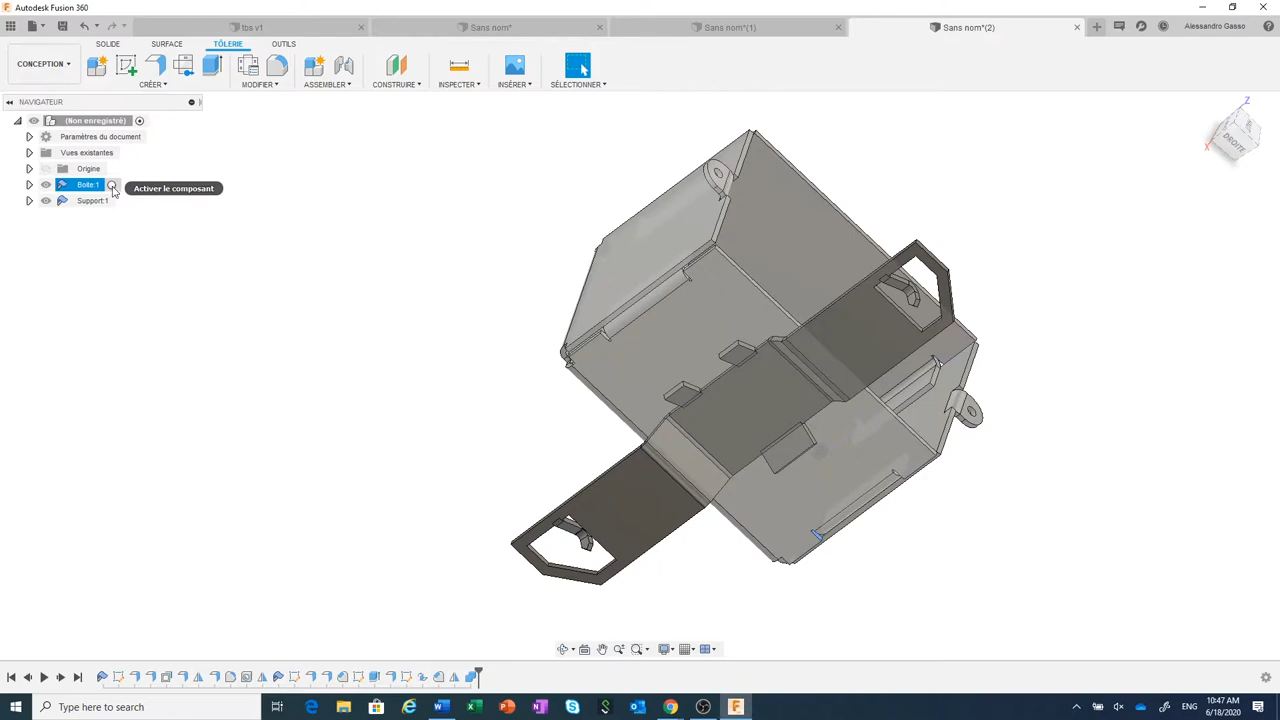 Autodesk Fusion 360
tbs v1
Sans nom*
Sans nom*(1)
Sans nom*(2)
Alessandro Gasso
CONCEPTION
SOLIDE
SURFACE
TÔLERIE
OUTILS
CRÉER
MODIFIER
ASSEMBLER
CONSTRUIRE
INSPECTER
INSÉRER
SÉLECTIONNER
NAVIGATEUR
(Non enregistré)
Paramètres du document
Vues existantes
Origine
Boite:1
Activer le composant
Support:1
Z
X
DROITE
Type here to search
ENG
10:47 AM
6/18/2020